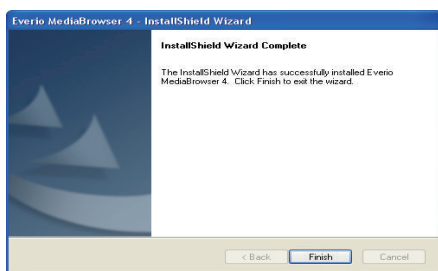 Everio MediaBrowser 4 - InstallShield Wizard
InstallShield Wizard Complete
The InstallShield Wizard has successfully installed Everio
MediaBrowser 4. Click Finish to exit the wizard.
< Back
Finish
Cancel